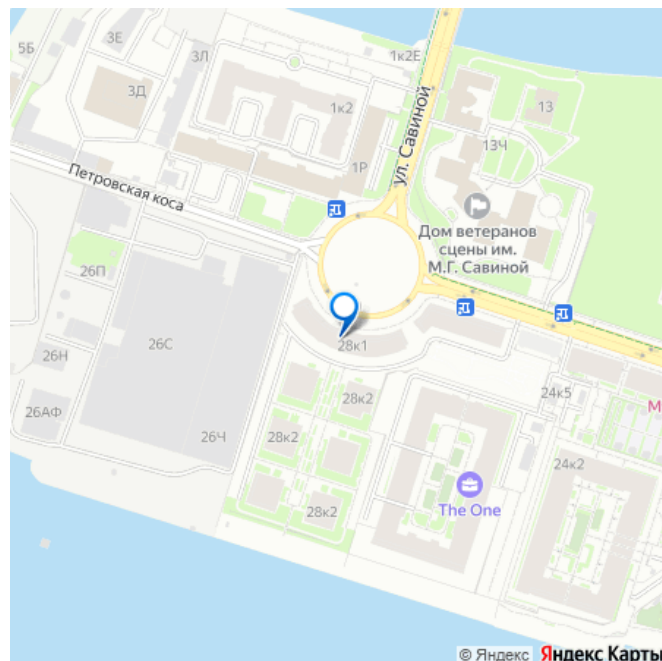 5Б
3Е
3Л
1к2Е
3Д
1к2
ул. Савиной
13
13Ч
1Р
Петровская коса
Дом ветеранов
сцены им.
М.Г. Савиной
26П
26С
28к1
26Н
24к5
28к2
М
26АФ
26Ч
28к2
24к2
The One
28к2
© Яндекс Яндекс Карты